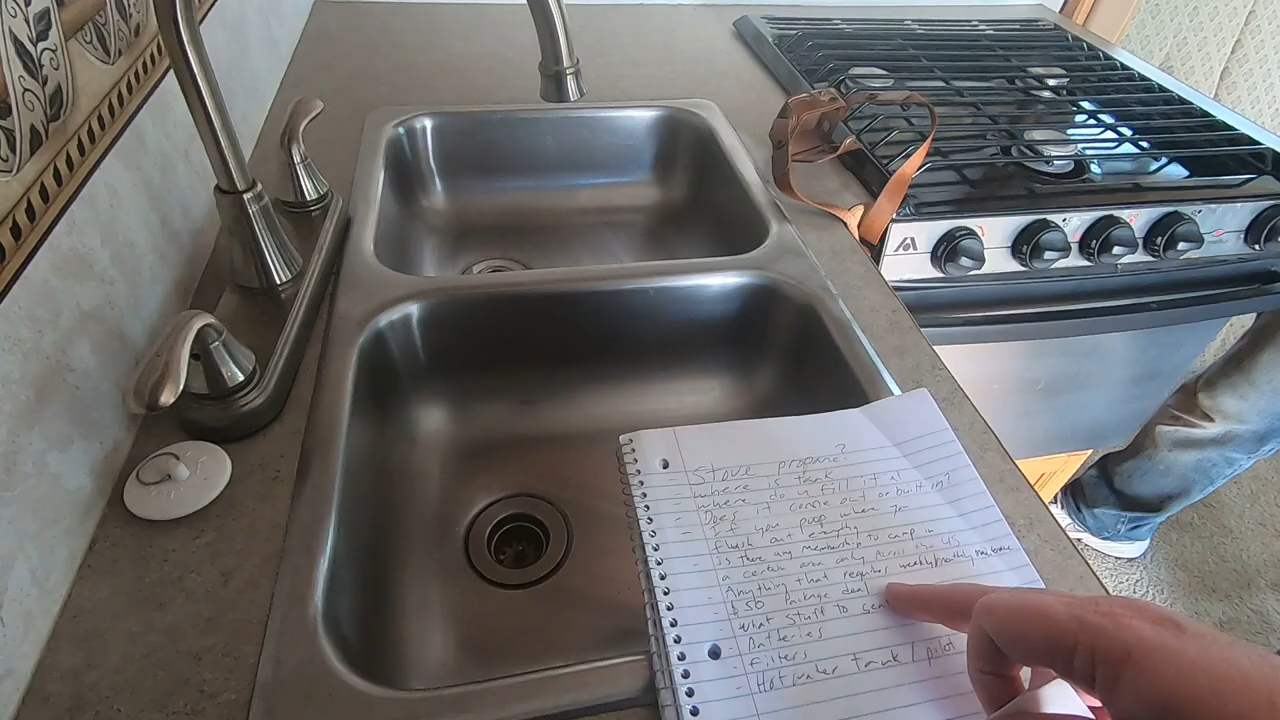 Stove propane?
- where is tank
- where do u fill it at
- Does it come out or built in?
- If you poop where you
flush out everything
- Is there any membership to camp in
a certain area only Across the US
- Anything that requires weekly/monthly
$50 Package deal
what stuff to
Batteries
Filters
- Hot water tank / pilot